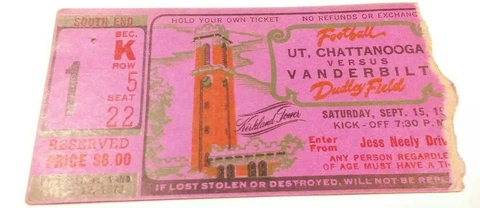 SOUTH END
1
SEC.
K
ROW
5
SEAT
22
RESERVED
PRICE $8.00
HOLD YOUR OWN TICKET NO REFUNDS OR EXCHANGE
Football
UT, CHATTANOOGA
VERSUS
VANDERBILT
Dudley Field
Kirkland Tower
SATURDAY, SEPT. 15, 19
KICK-OFF 7:30 P.
Enter From Jess Neely Driv
ANY PERSON REGARDLE
OF AGE MUST HAVE A TI
IF LOST STOLEN OR DESTROYED, WILL NOT BE REPL